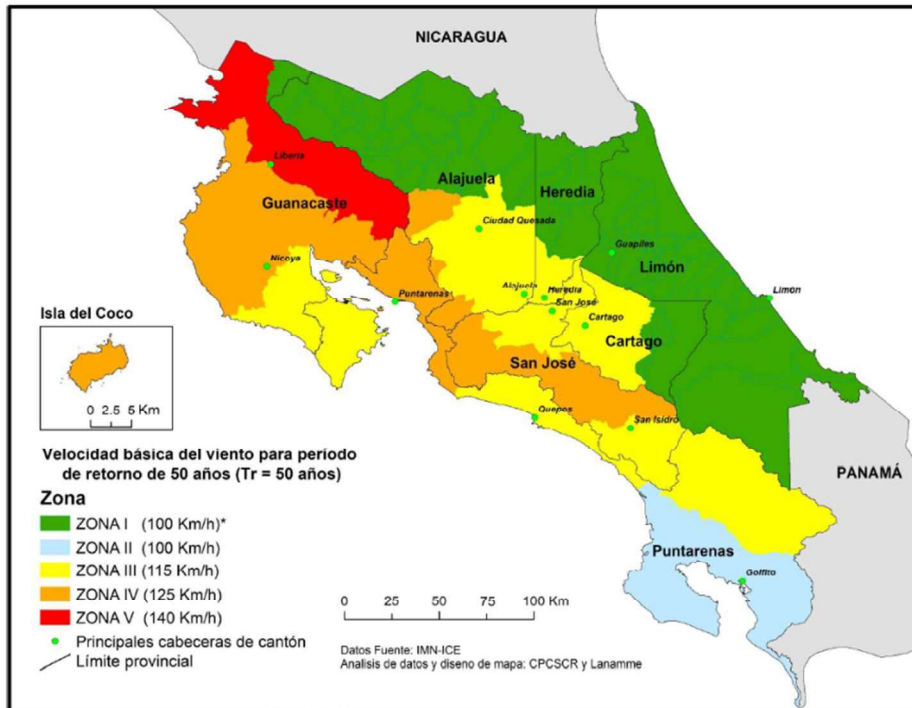 NICARAGUA
Liberia
Alajuela
Heredia
Guanacaste
Ciudad Quesada
Guapiles
Limón
Nicoya
Alajuela
Heredia
Limón
Puntarenas
San José
Cartago
Isla del Coco
Cartago
San José
0 2.5 5 Km
Quepos
San Isidro
Velocidad básica del viento para período
de retorno de 50 años (Tr = 50 años)
PANAMÁ
Zona
ZONA I (100 Km/h)*
ZONA II (100 Km/h)
Puntarenas
ZONA III (115 Km/h)
Golfito
ZONA IV (125 Km/h)
0 25 50 75 100 Km
ZONA V (140 Km/h)
Principales cabeceras de cantón
Límite provincial
Datos Fuente: IMN-ICE
Analisis de datos y diseno de mapa: CPCSCR y Lanamme